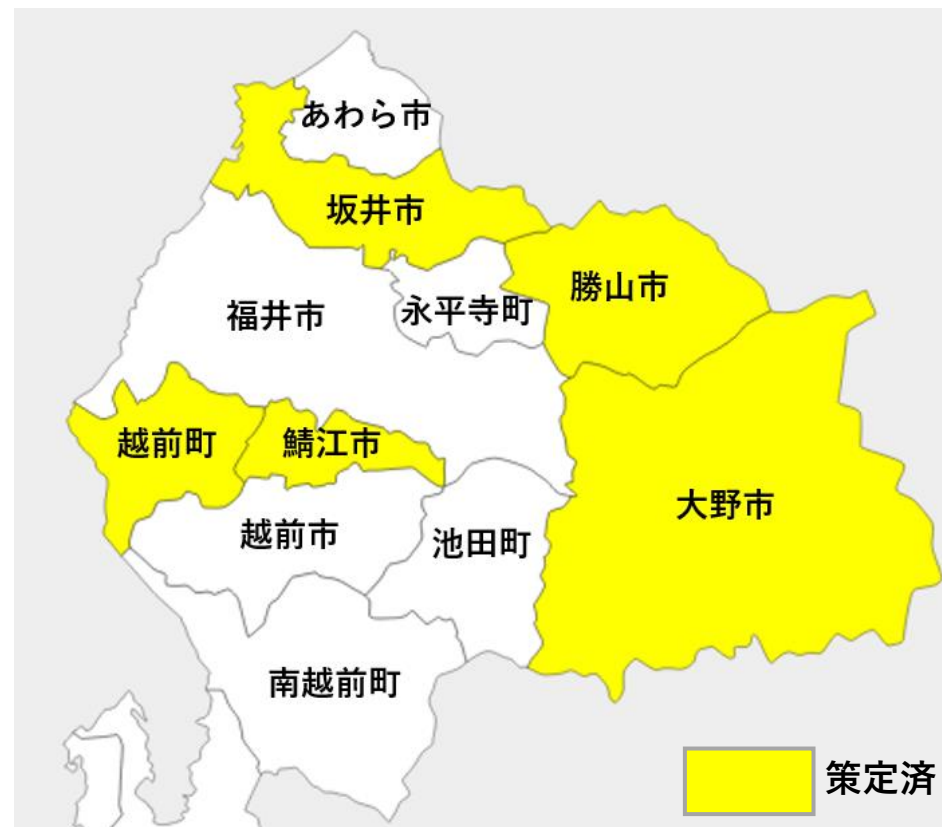 あわら市
坂井市
勝山市
福井市
永平寺町
越前町
鯖江市
大野市
越前市
池田町
南越前町
策定済